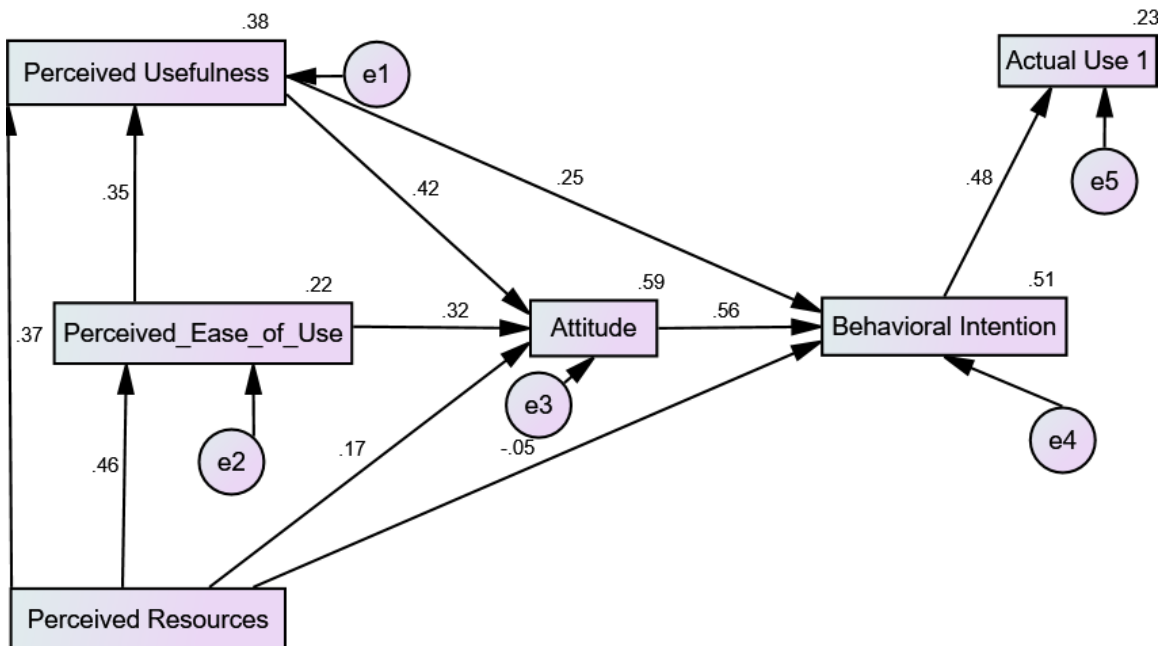 .38
.23
Perceived Usefulness
e1
Actual Use 1
.35
.42
.25
.48
e5
.22
.59
.51
.37
Perceived_Ease_of_Use
.32
Attitude
.56
Behavioral Intention
e3
e2
.46
.17
-.05
e4
Perceived Resources